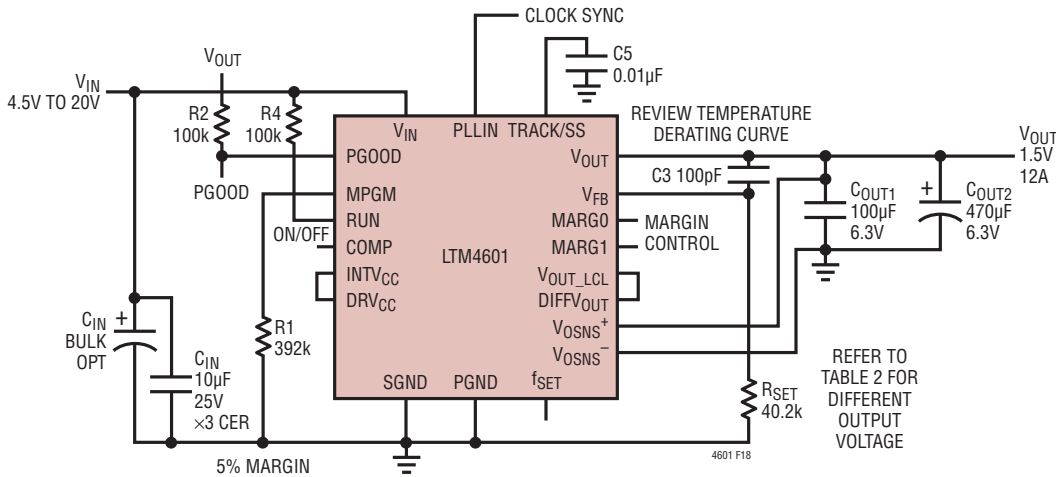 CLOCK SYNC
C5
0.01µF
VOUT
VIN
4.5V TO 20V
R2
100k
R4
100k
REVIEW TEMPERATURE
DERATING CURVE
VIN
PLLIN
TRACK/SS
PGOOD
VOUT
VOUT
1.5V
12A
C3 100pF
PGOOD
MPGM
VFB
COUT1
100µF
6.3V
+
COUT2
470µF
6.3V
RUN
MARG0
MARGIN
CONTROL
ON/OFF
COMP
MARG1
LTM4601
INTVCC
VOUT_LCL
DRVCC
DIFFVOUT
CIN
BULK
OPT
+
R1
392k
VOSNS+
VOSNS−
CIN
10µF
25V
×3 CER
REFER TO
TABLE 2 FOR
DIFFERENT
OUTPUT
VOLTAGE
SGND
PGND
fSET
RSET
40.2k
5% MARGIN
4601 F18